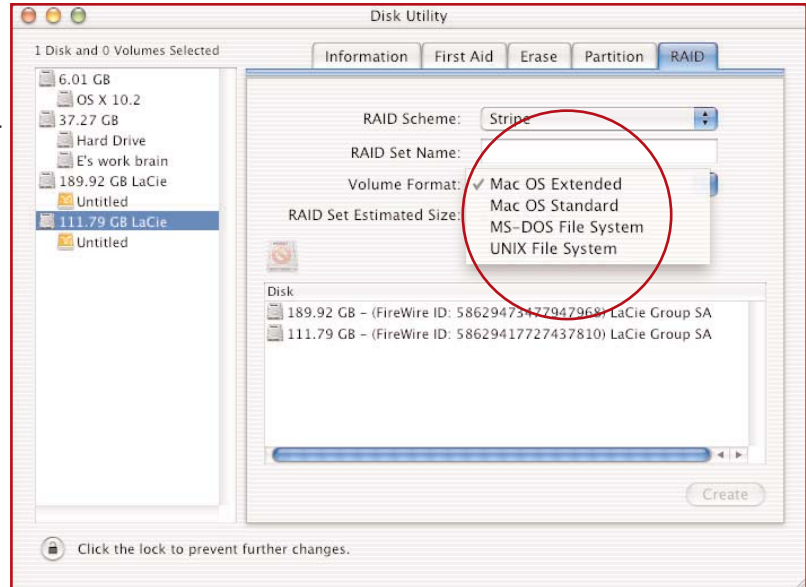 Disk Utility
1 Disk and 0 Volumes Selected
Information
First Aid
Erase
Partition
RAID
6.01 GB
OS X 10.2
37.27 GB
Hard Drive
E's work brain
189.92 GB LaCie
Untitled
111.79 GB LaCie
Untitled
RAID Scheme: Stripe
RAID Set Name:
Volume Format: ✓ Mac OS Extended
Mac OS Standard
MS-DOS File System
UNIX File System
RAID Set Estimated Size:
Disk
189.92 GB – (FireWire ID: 58629473477947968) LaCie Group SA
111.79 GB – (FireWire ID: 58629417727437810) LaCie Group SA
Create
Click the lock to prevent further changes.